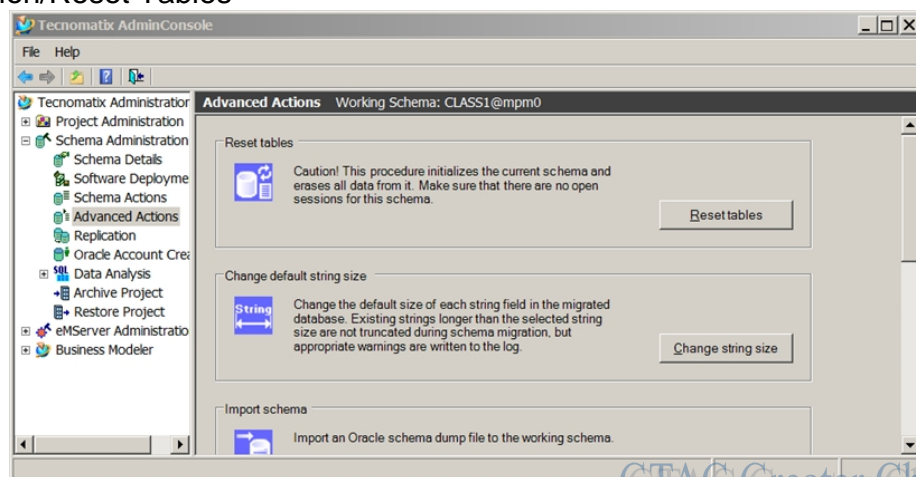 Reset Tables
Tecnomatix AdminConsole
File Help
Tecnomatix Administration
Project Administration
Schema Administration
Schema Details
Software Deployme
Schema Actions
Advanced Actions
Replication
Oracle Account Crea
SQL Data Analysis
Archive Project
Restore Project
eMServer Administratio
Business Modeler
Advanced Actions Working Schema: CLASS1@mpm0
Reset tables
Caution! This procedure initializes the current schema and
erases all data from it. Make sure that there are no open
sessions for this schema.
Reset tables
Change default string size
String
Change the default size of each string field in the migrated
database. Existing strings longer than the selected string
size are not truncated during schema migration, but
appropriate warnings are written to the log.
Change string size
Import schema
Import an Oracle schema dump file to the working schema.